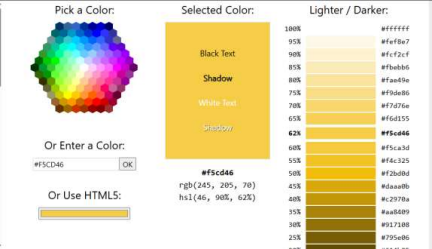 Pick a Color:
Or Enter a Color:
#F5CD46
OK
Or Use HTML5:
Selected Color:
Black Text
Shadow
White Text
Shadow
#f5cd46
rgb(245, 205, 70)
hsl(46, 90%, 62%)
Lighter / Darker:
100% #ffffff
95% #fef8e7
90% #fcf2cf
85% #fbebb6
80% #fae49e
75% #f9de86
70% #f7d76e
65% #f6d155
62% #f5cd46
60% #f5ca3d
55% #f4c325
50% #f2bd0d
45% #daaa0b
40% #c2970a
35% #aa8409
30% #917108
25% #795e06